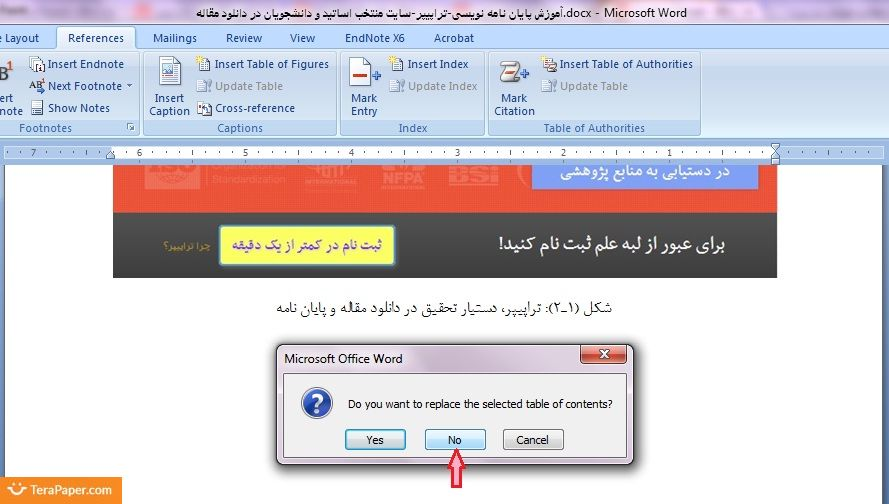 آموزش پایان نامه نویسی-تراپیپر-سایت منتخب اساتید و دانشجویان در دانلود مقاله.docx - Microsoft Word
Layout References Mailings Review View EndNote X6 Acrobat
Insert Endnote
Next Footnote
Show Notes
Footnotes
Insert Caption
Insert Table of Figures
Update Table
Cross-reference
Captions
Mark Entry
Insert Index
Update Index
Index
Mark Citation
Insert Table of Authorities
Update Table
Table of Authorities
7 6 5 4 3 2 1
Standardization
INTERNATIONAL
NFPA
INTERNATIONAL
BSI
در دستیابی به منابع پژوهشی
برای عبور از لبه علم ثبت نام کنید!
ثبت نام در کمتر از یک دقیقه
چرا تراپیپر؟
شکل (۱-۲): تراپیپر، دستیار تحقیق در دانلود مقاله و پایان نامه
Microsoft Office Word
Do you want to replace the selected table of contents?
Yes No Cancel
TeraPaper.com